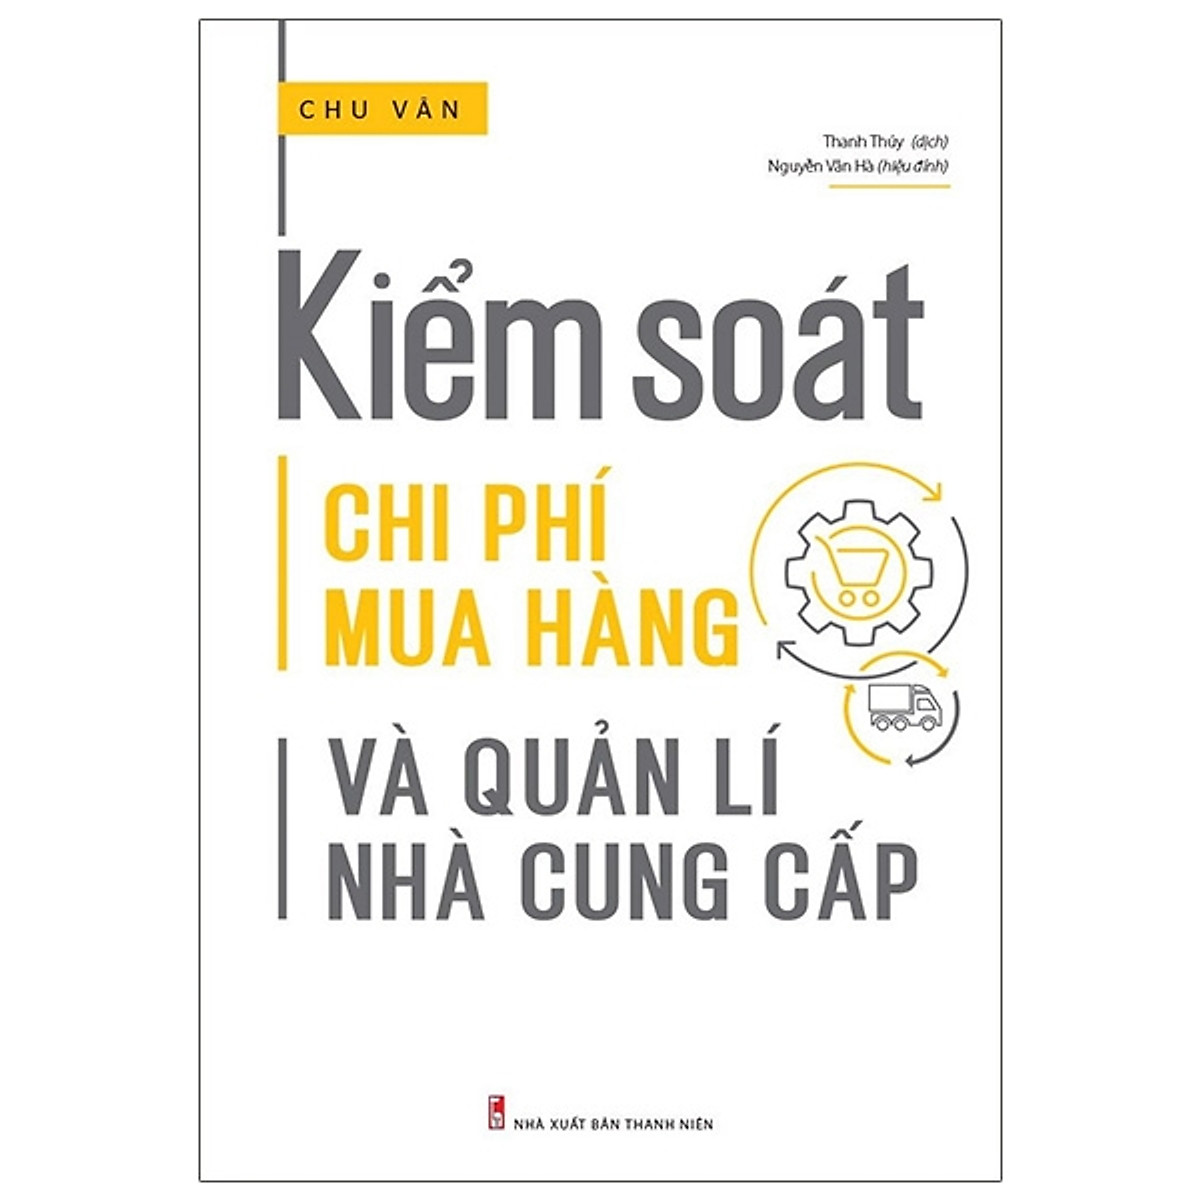 CHU VÂN
Thanh Thúy (dịch)
Nguyễn Văn Hà (hiệu đính)
Kiểm soát
CHI PHÍ
MUA HÀNG
VÀ QUẢN LÍ
NHÀ CUNG CẤP
NHÀ XUẤT BẢN THANH NIÊN